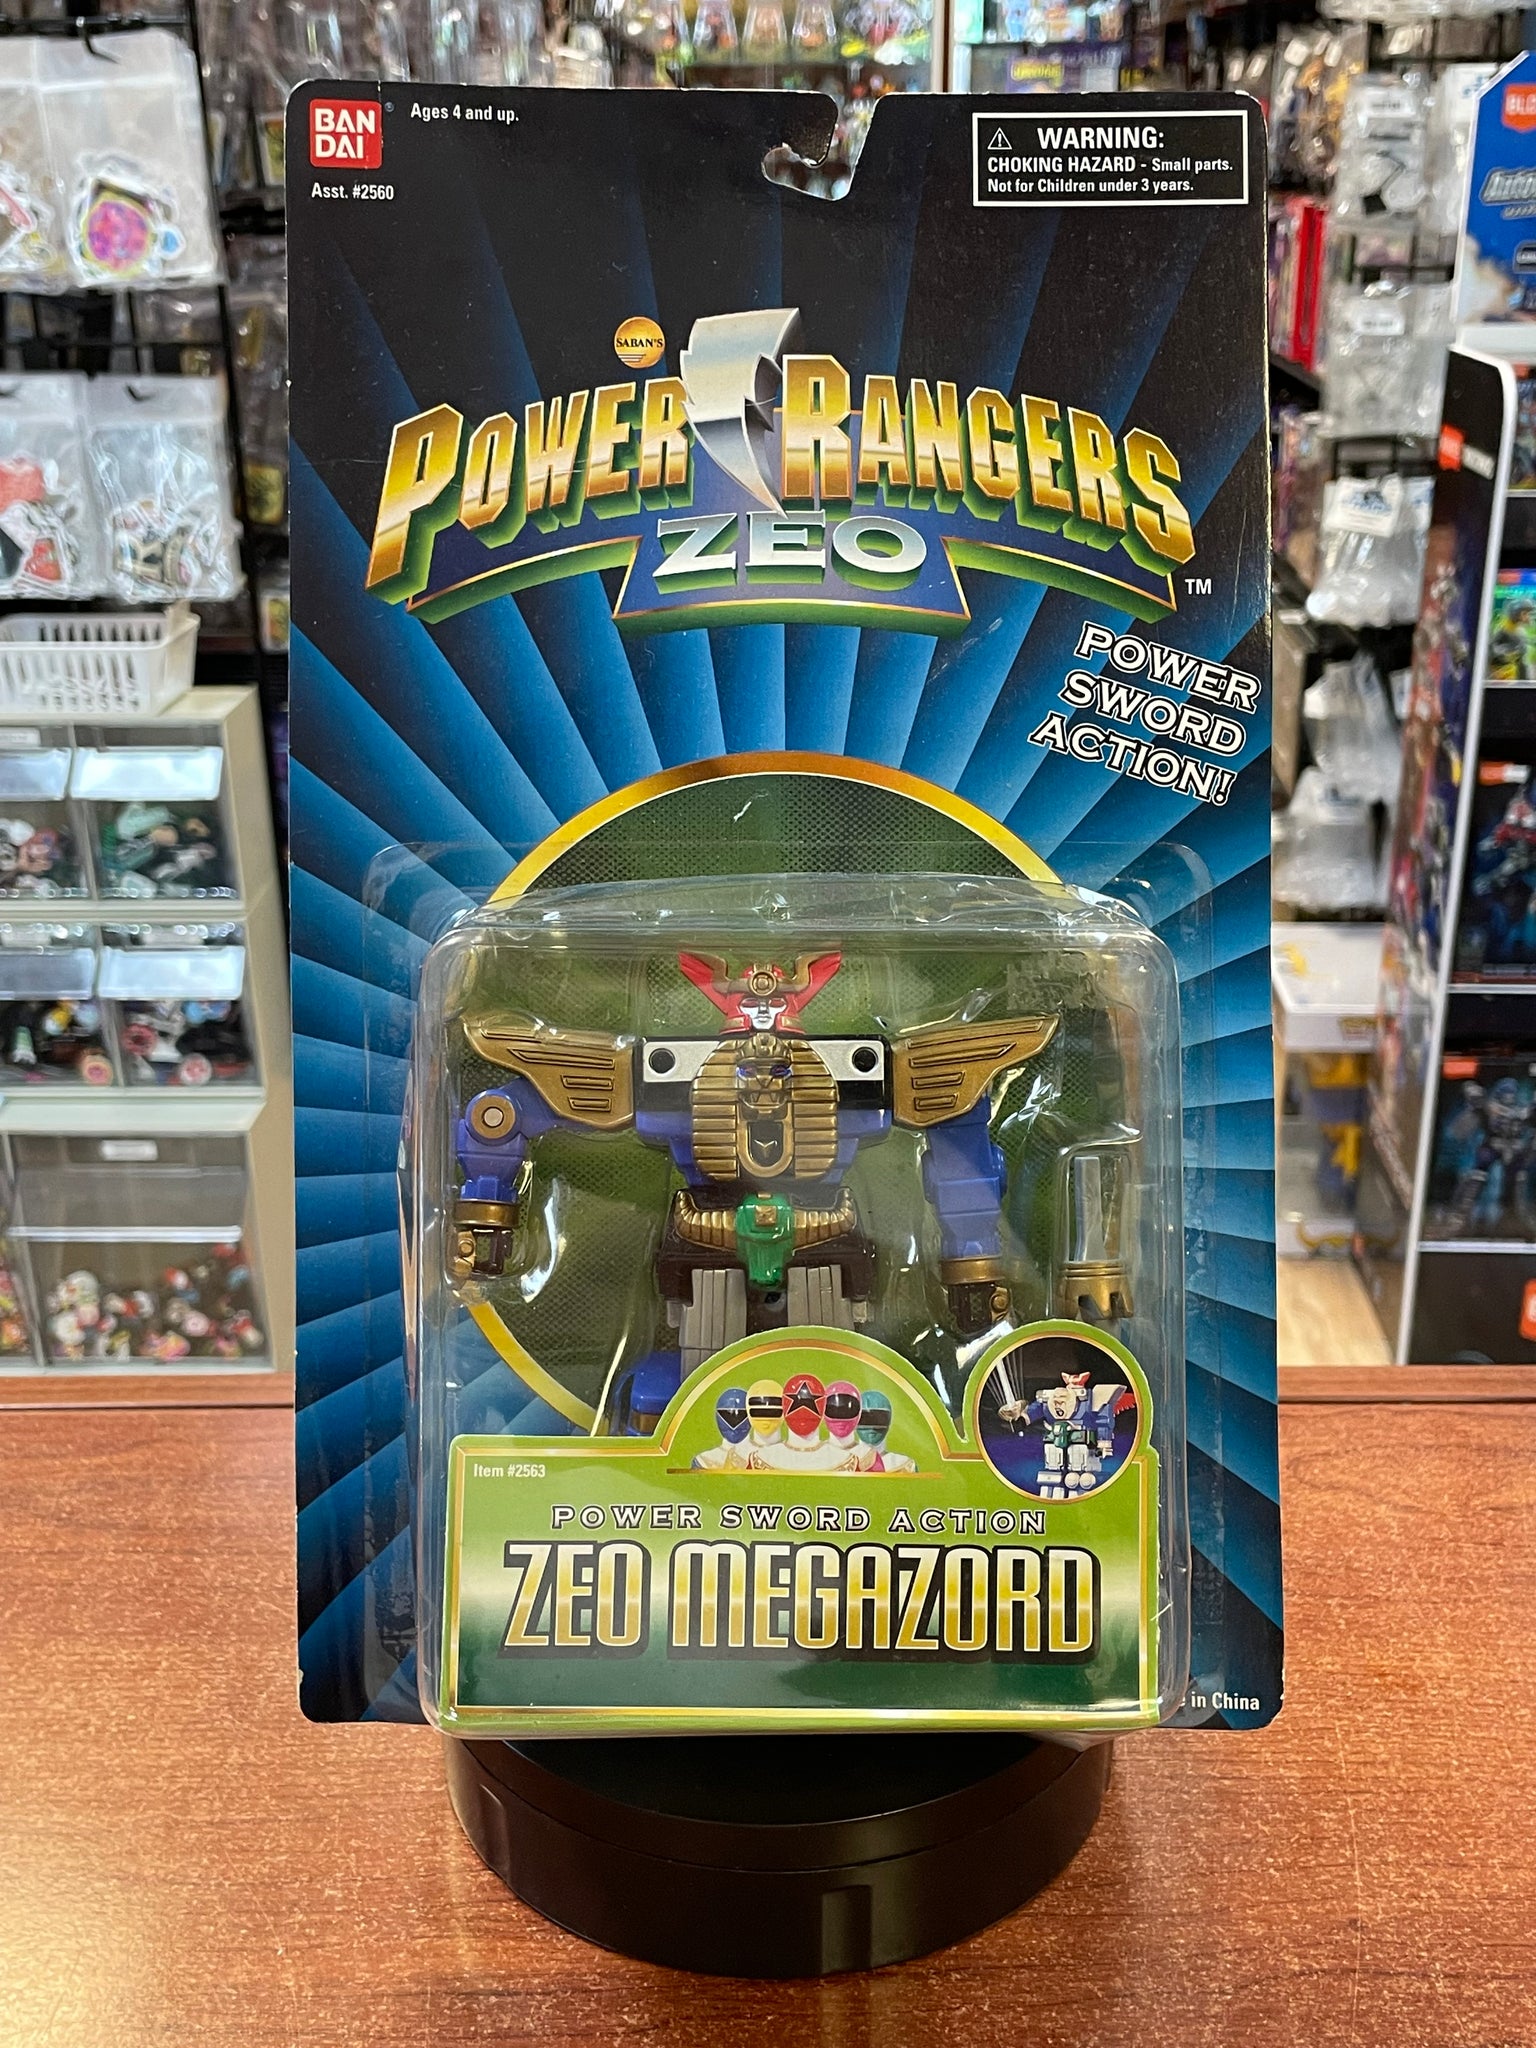 BAN
DAI
®
Ages 4 and up.
Asst. #2560
WARNING:
CHOKING HAZARD - Small parts.
Not for Children under 3 years.
SABAN'S
POWER RANGERS
ZEO
TM
POWER
SWORD
ACTION!
Item #2563
POWER SWORD ACTION
ZEO MEGAZORD
in China